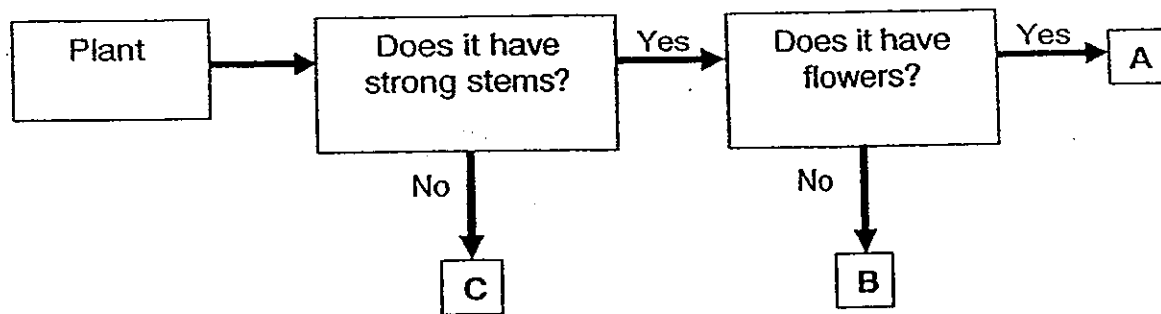 Plant
Does it have
strong stems?
Yes
Does it have
flowers?
Yes
A
No
No
C
B